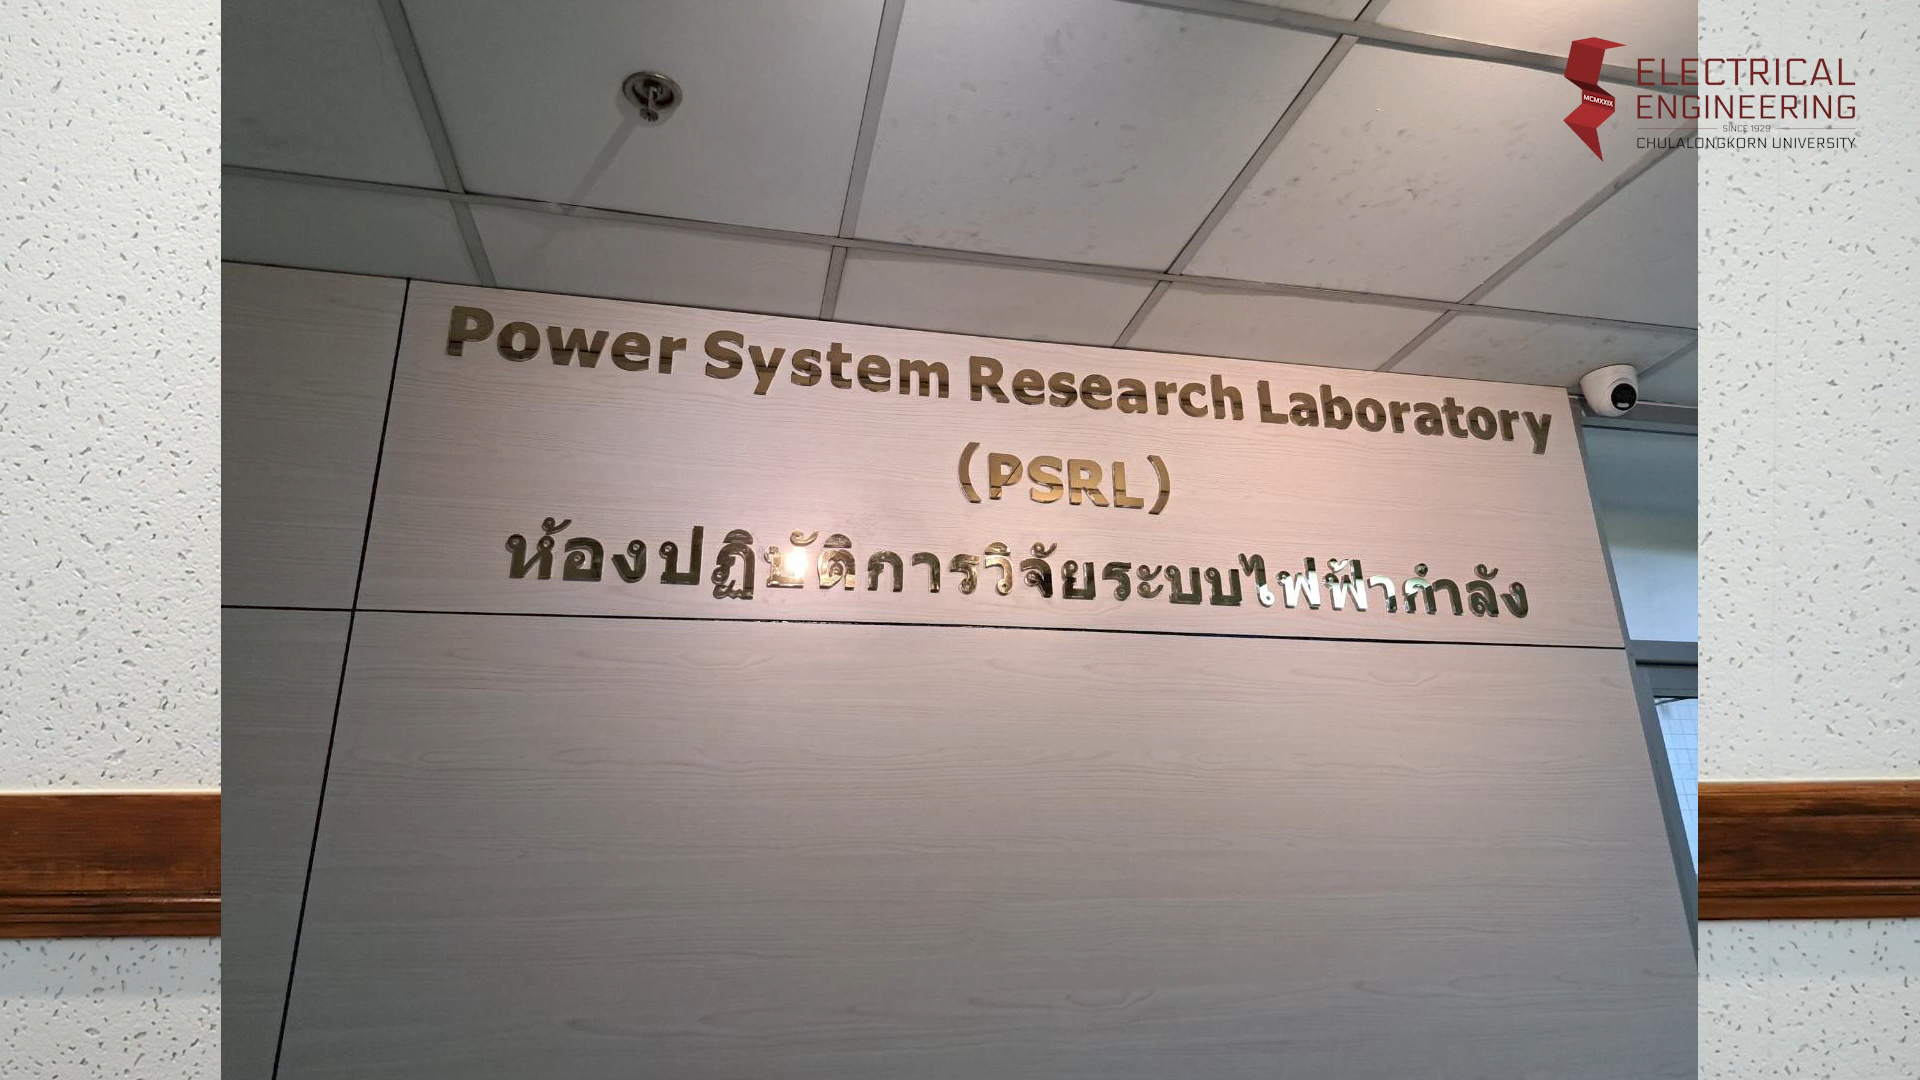 ELECTRICAL
ENGINEERING
MCMXXIX
SINCE 1929
CHULALONGKORN UNIVERSITY
Power System Research Laboratory
(PSRL)
ห้องปฏิบัติการวิจัยระบบไฟฟ้ากำลัง